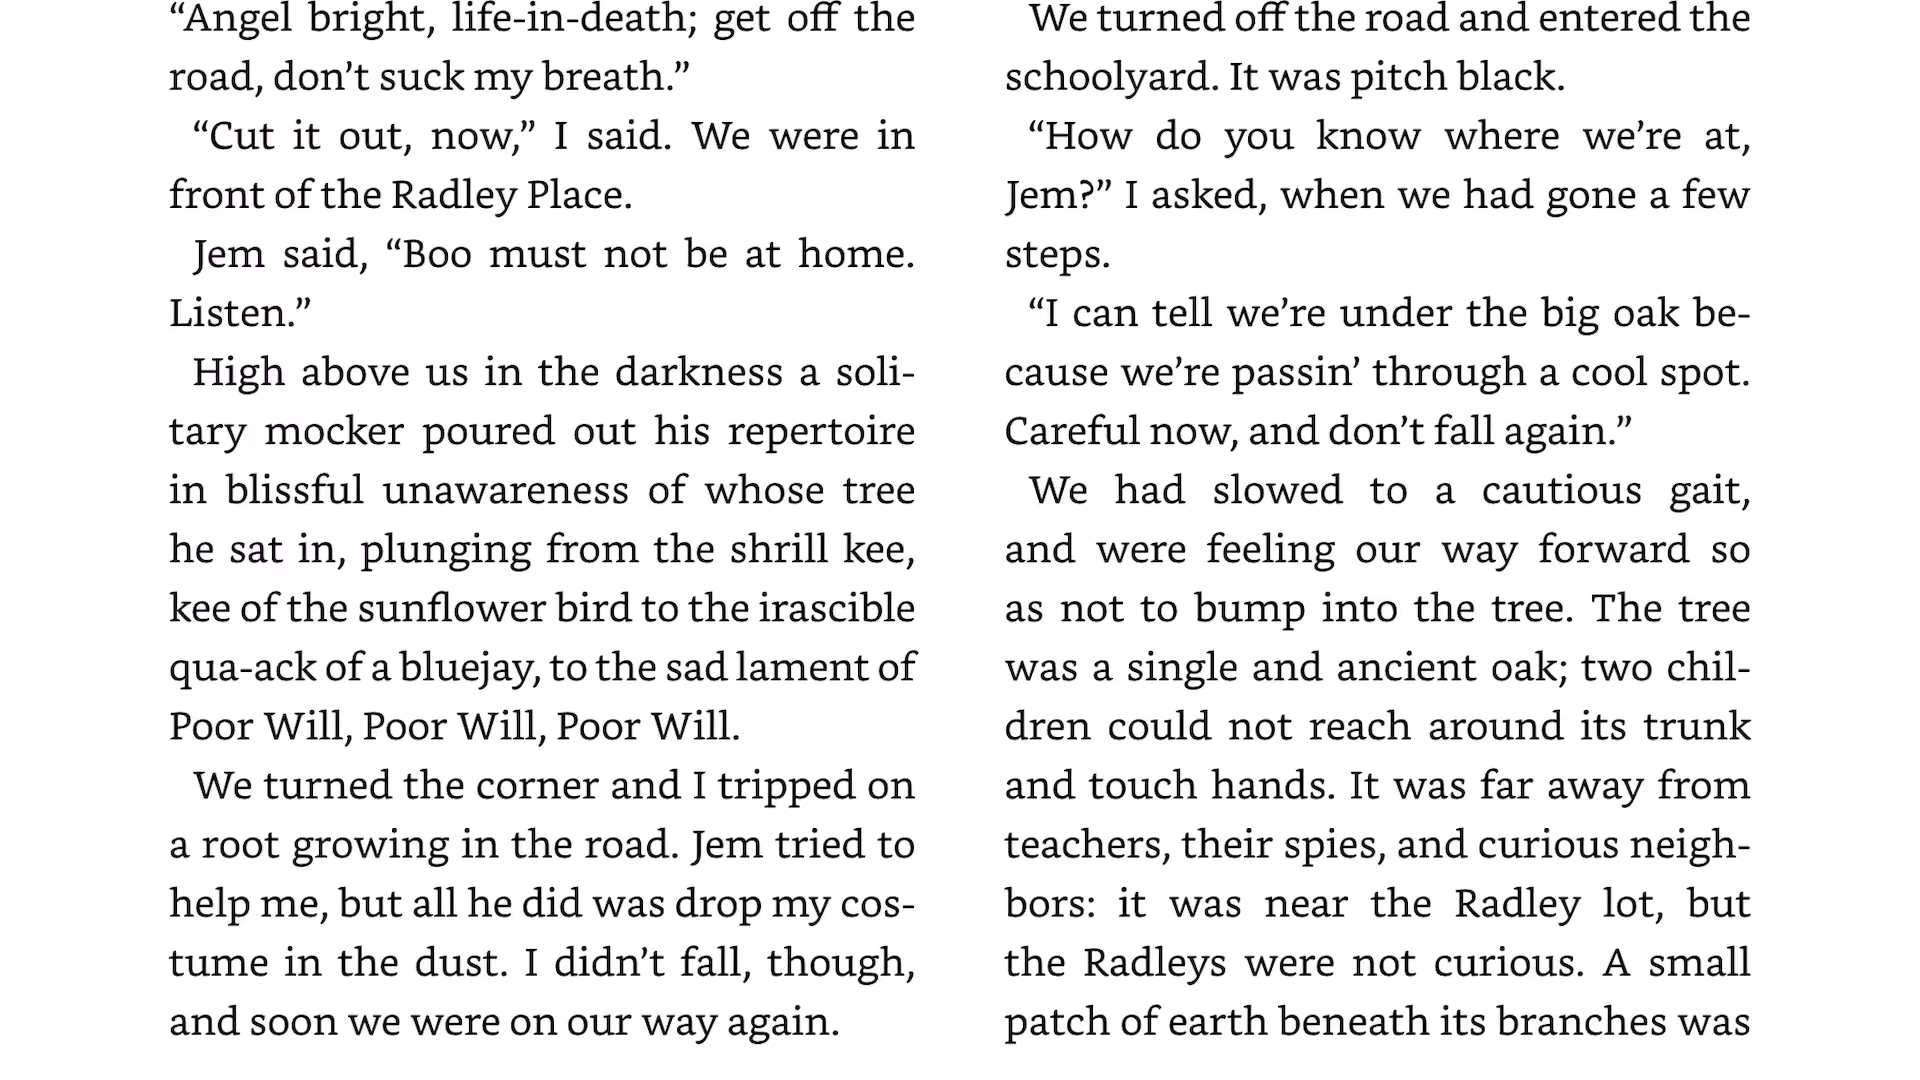 “Angel bright, life-in-death; get off the
road, don’t suck my breath.”
“Cut it out, now,” I said. We were in
front of the Radley Place.
Jem said, “Boo must not be at home.
Listen.”
High above us in the darkness a soli-
tary mocker poured out his repertoire
in blissful unawareness of whose tree
he sat in, plunging from the shrill kee,
kee of the sunflower bird to the irascible
qua-ack of a bluejay, to the sad lament of
Poor Will, Poor Will, Poor Will.
We turned the corner and I tripped on
a root growing in the road. Jem tried to
help me, but all he did was drop my cos-
tume in the dust. I didn’t fall, though,
and soon we were on our way again.
We turned off the road and entered the
schoolyard. It was pitch black.
“How do you know where we’re at,
Jem?” I asked, when we had gone a few
steps.
“I can tell we’re under the big oak be-
cause we’re passin’ through a cool spot.
Careful now, and don’t fall again.”
We had slowed to a cautious gait,
and were feeling our way forward so
as not to bump into the tree. The tree
was a single and ancient oak; two chil-
dren could not reach around its trunk
and touch hands. It was far away from
teachers, their spies, and curious neigh-
bors: it was near the Radley lot, but
the Radleys were not curious. A small
patch of earth beneath its branches was